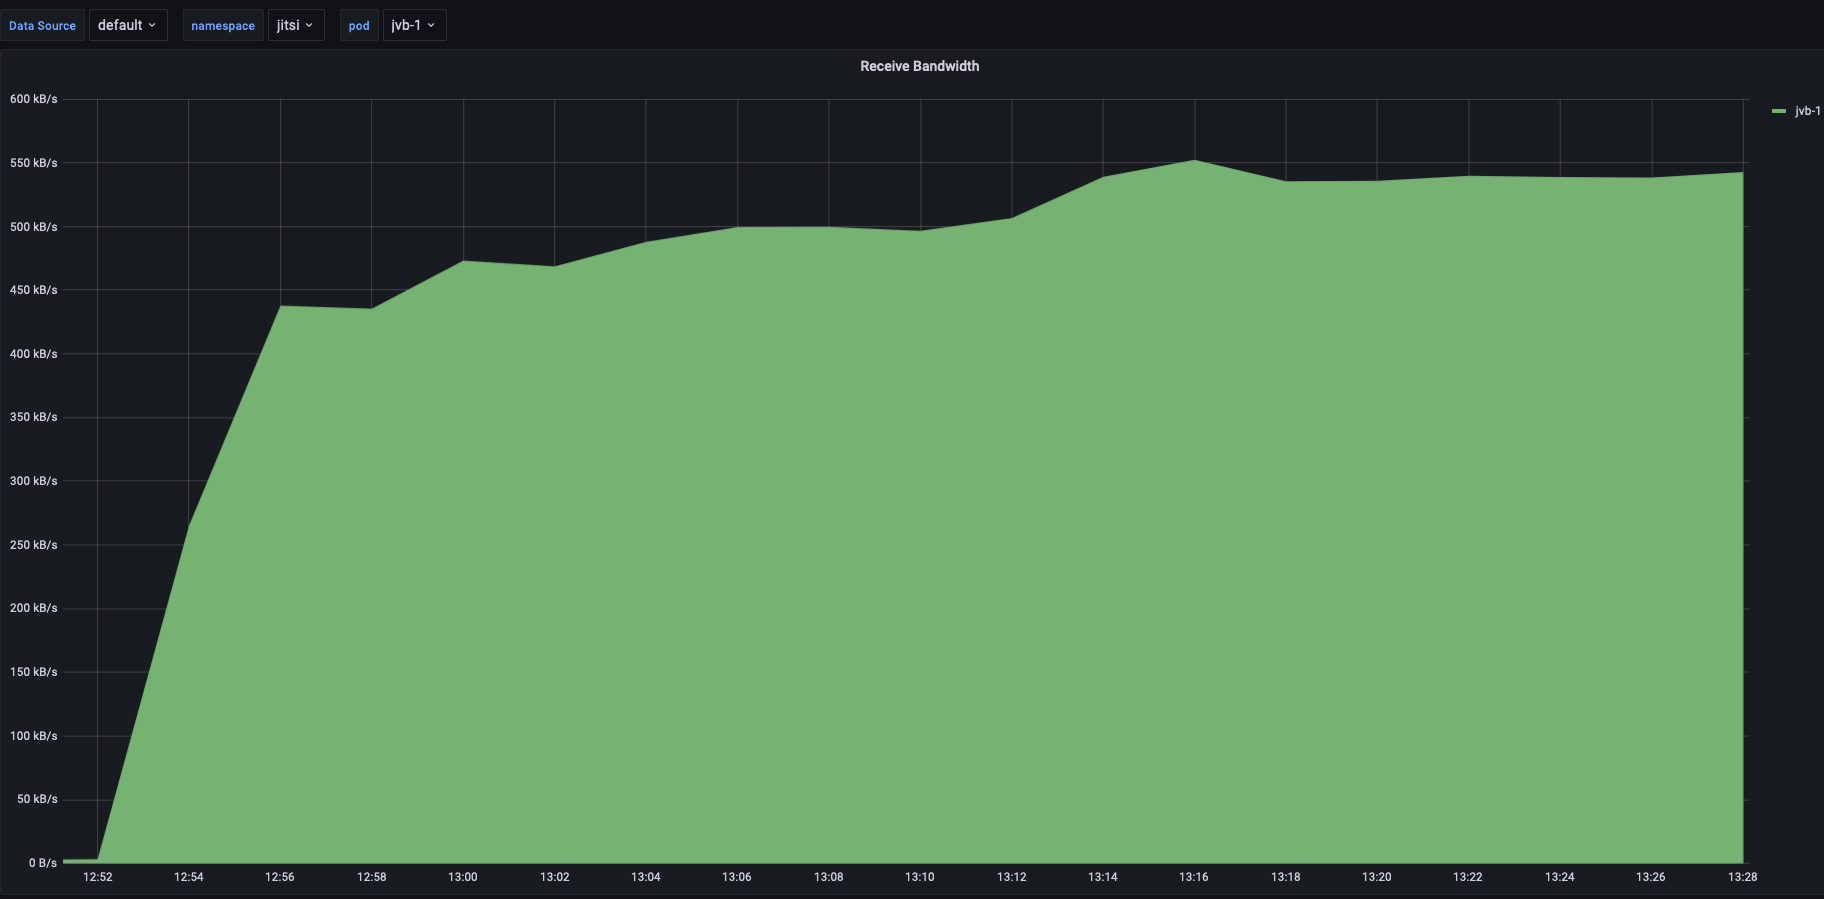 Data Source default namespace jitsi pod jvb-1
Receive Bandwidth
600 kB/s
550 kB/s
500 kB/s
450 kB/s
400 kB/s
350 kB/s
300 kB/s
250 kB/s
200 kB/s
150 kB/s
100 kB/s
50 kB/s
0 B/s
12:52 12:54 12:56 12:58 13:00 13:02 13:04 13:06 13:08 13:10 13:12 13:14 13:16 13:18 13:20 13:22 13:24 13:26 13:28
jvb-1